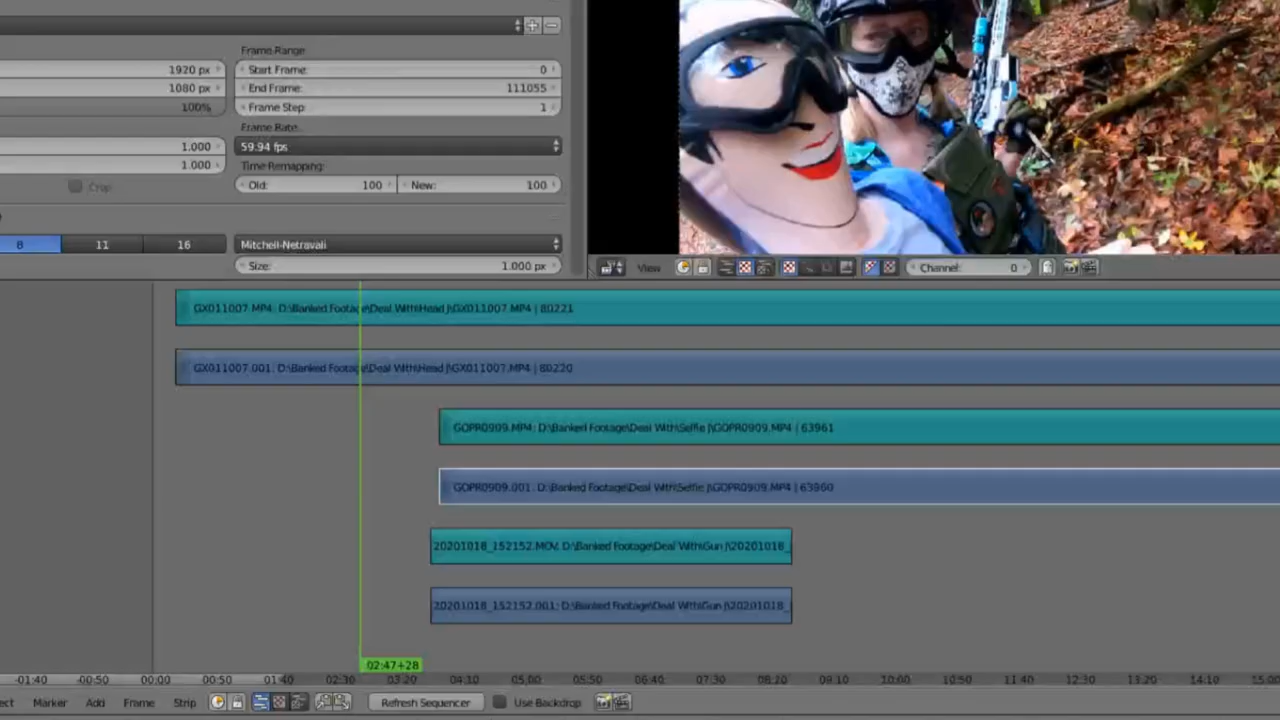 Frame Range:
1920 px
Start Frame: 0
1080 px
End Frame: 111055
100%
Frame Step: 1
Frame Rate:
1.000
59.94 fps
1.000
Time Remapping:
Crop
Old: 100
New: 100
8
11
16
Mitchell-Netravali
Size: 1.000 px
View
Channel: 0
GX011007.MP4: D:\Banked Footage\Deal With\Head J\GX011007.MP4 | 80221
GX011007.001: D:\Banked Footage\Deal With\Head J\GX011007.MP4 | 80220
GOPR0909.MP4: D:\Banked Footage\Deal With\Selfie J\GOPR0909.MP4 | 63961
GOPR0909.001: D:\Banked Footage\Deal With\Selfie J\GOPR0909.MP4 | 63960
20201018_152152.MOV: D:\Banked Footage\Deal With\Gun J\20201018_
20201018_152152.001: D:\Banked Footage\Deal With\Gun J\20201018_
02:47+28
-01:40 -00:50 00:00 00:50 01:40 02:30 03:20 04:10 05:00 05:50 06:40 07:30 08:20 09:10 10:00 10:50 11:40 12:30 13:20 14:10 15:00
ect Marker Add Frame Strip Refresh Sequencer Use Backdrop